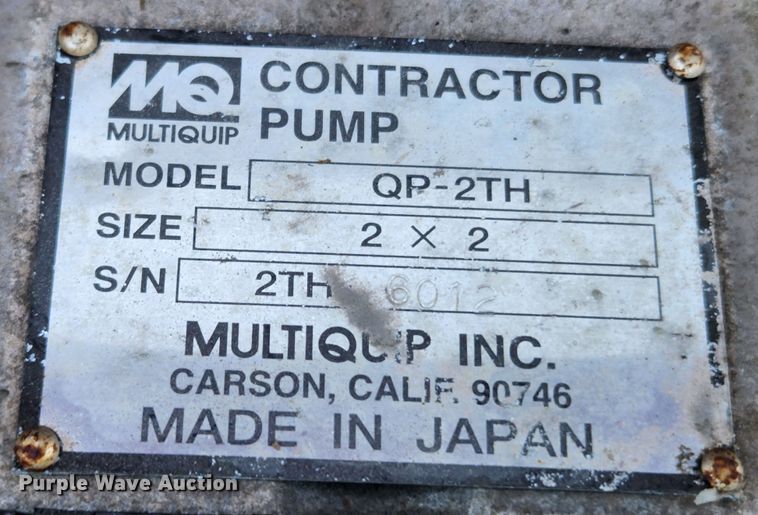 MQ
MULTIQUIP
CONTRACTOR
PUMP
MODEL QP-2TH
SIZE 2 × 2
S/N 2TH 6012
MULTIQUIP INC.
CARSON, CALIF. 90746
MADE IN JAPAN
Purple Wave Auction